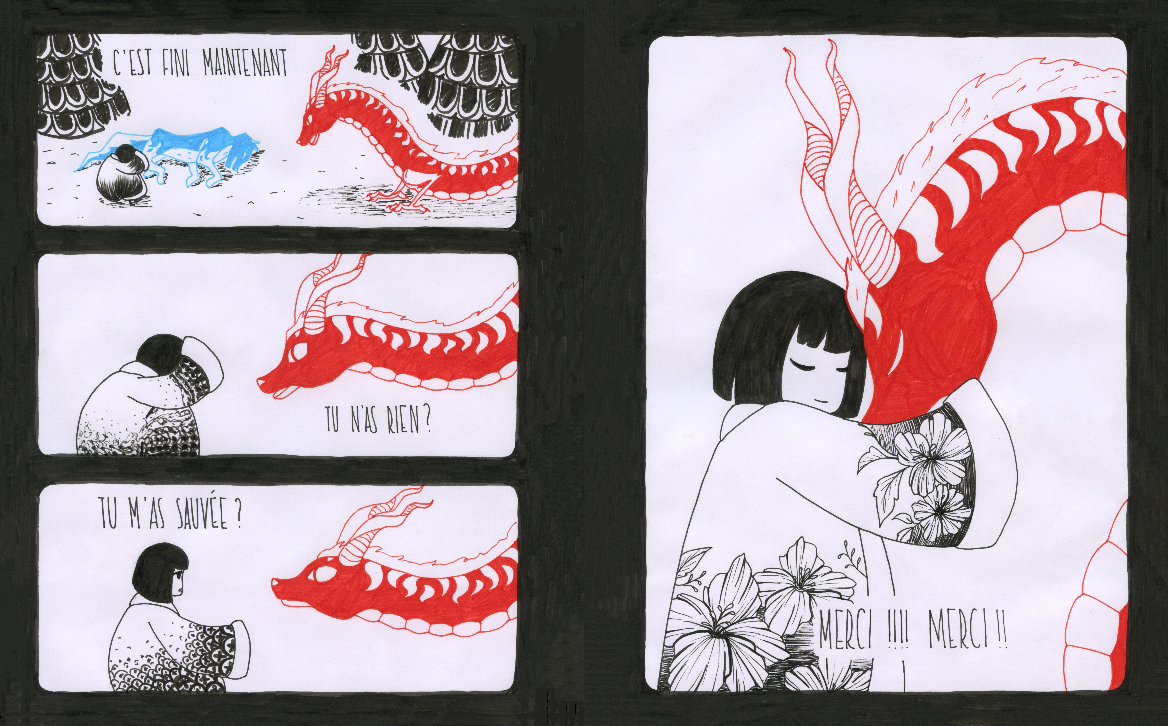 C'EST FINI MAINTENANT
TU N'AS RIEN ?
TU M'AS SAUVÉE ?
MERCI !!!! MERCI !!